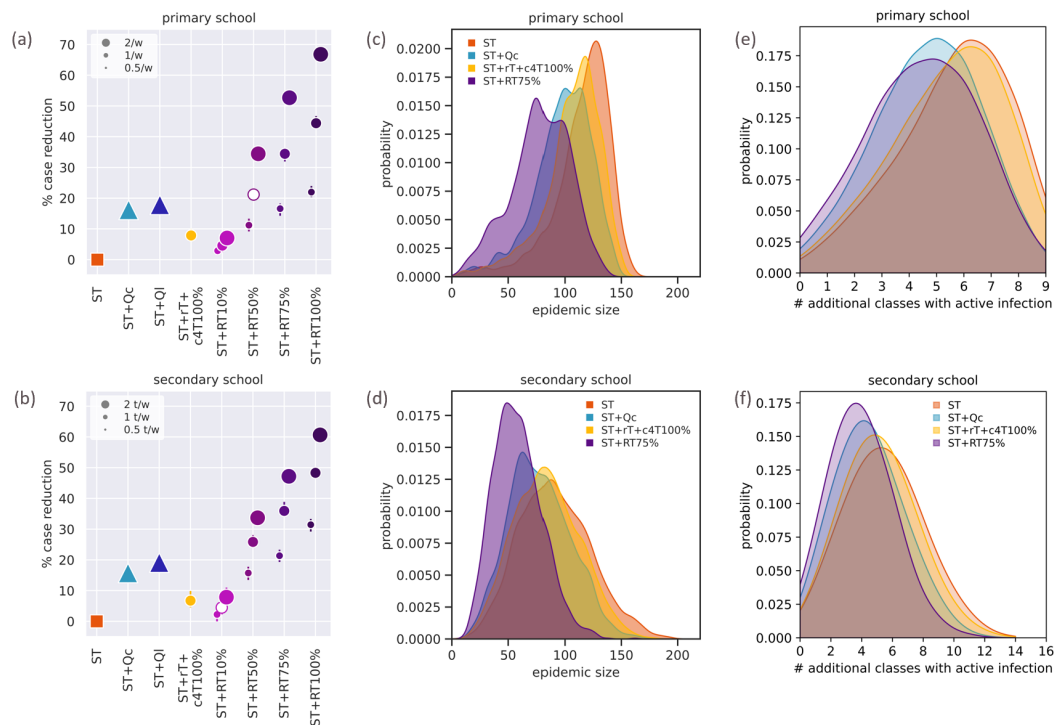 primary school
(a)
% case reduction
70
60
50
40
30
20
10
0
2/w
1/w
0.5/w
ST
ST+Qc
ST+Ql
ST+rT+
c4T100%
ST+RT10%
ST+RT50%
ST+RT75%
ST+RT100%
primary school
(c)
probability
0.0200
0.0175
0.0150
0.0125
0.0100
0.0075
0.0050
0.0025
0.0000
ST
ST+Qc
ST+rT+c4T100%
ST+RT75%
0 50 100 150 200
epidemic size
primary school
(e)
probability
0.175
0.150
0.125
0.100
0.075
0.050
0.025
0.000
0 1 2 3 4 5 6 7 8 9
# additional classes with active infection
secondary school
(b)
% case reduction
70
60
50
40
30
20
10
0
2 t/w
1 t/w
0.5 t/w
ST
ST+Qc
ST+Ql
ST+rT+
c4T100%
ST+RT10%
ST+RT50%
ST+RT75%
ST+RT100%
secondary school
(d)
probability
0.0200
0.0175
0.0150
0.0125
0.0100
0.0075
0.0050
0.0025
0.0000
ST
ST+Qc
ST+rT+c4T100%
ST+RT75%
0 50 100 150 200
epidemic size
secondary school
(f)
probability
0.175
0.150
0.125
0.100
0.075
0.050
0.025
0.000
ST
ST+Qc
ST+rT+c4T100%
ST+RT75%
0 2 4 6 8 10 12 14 16
# additional classes with active infection